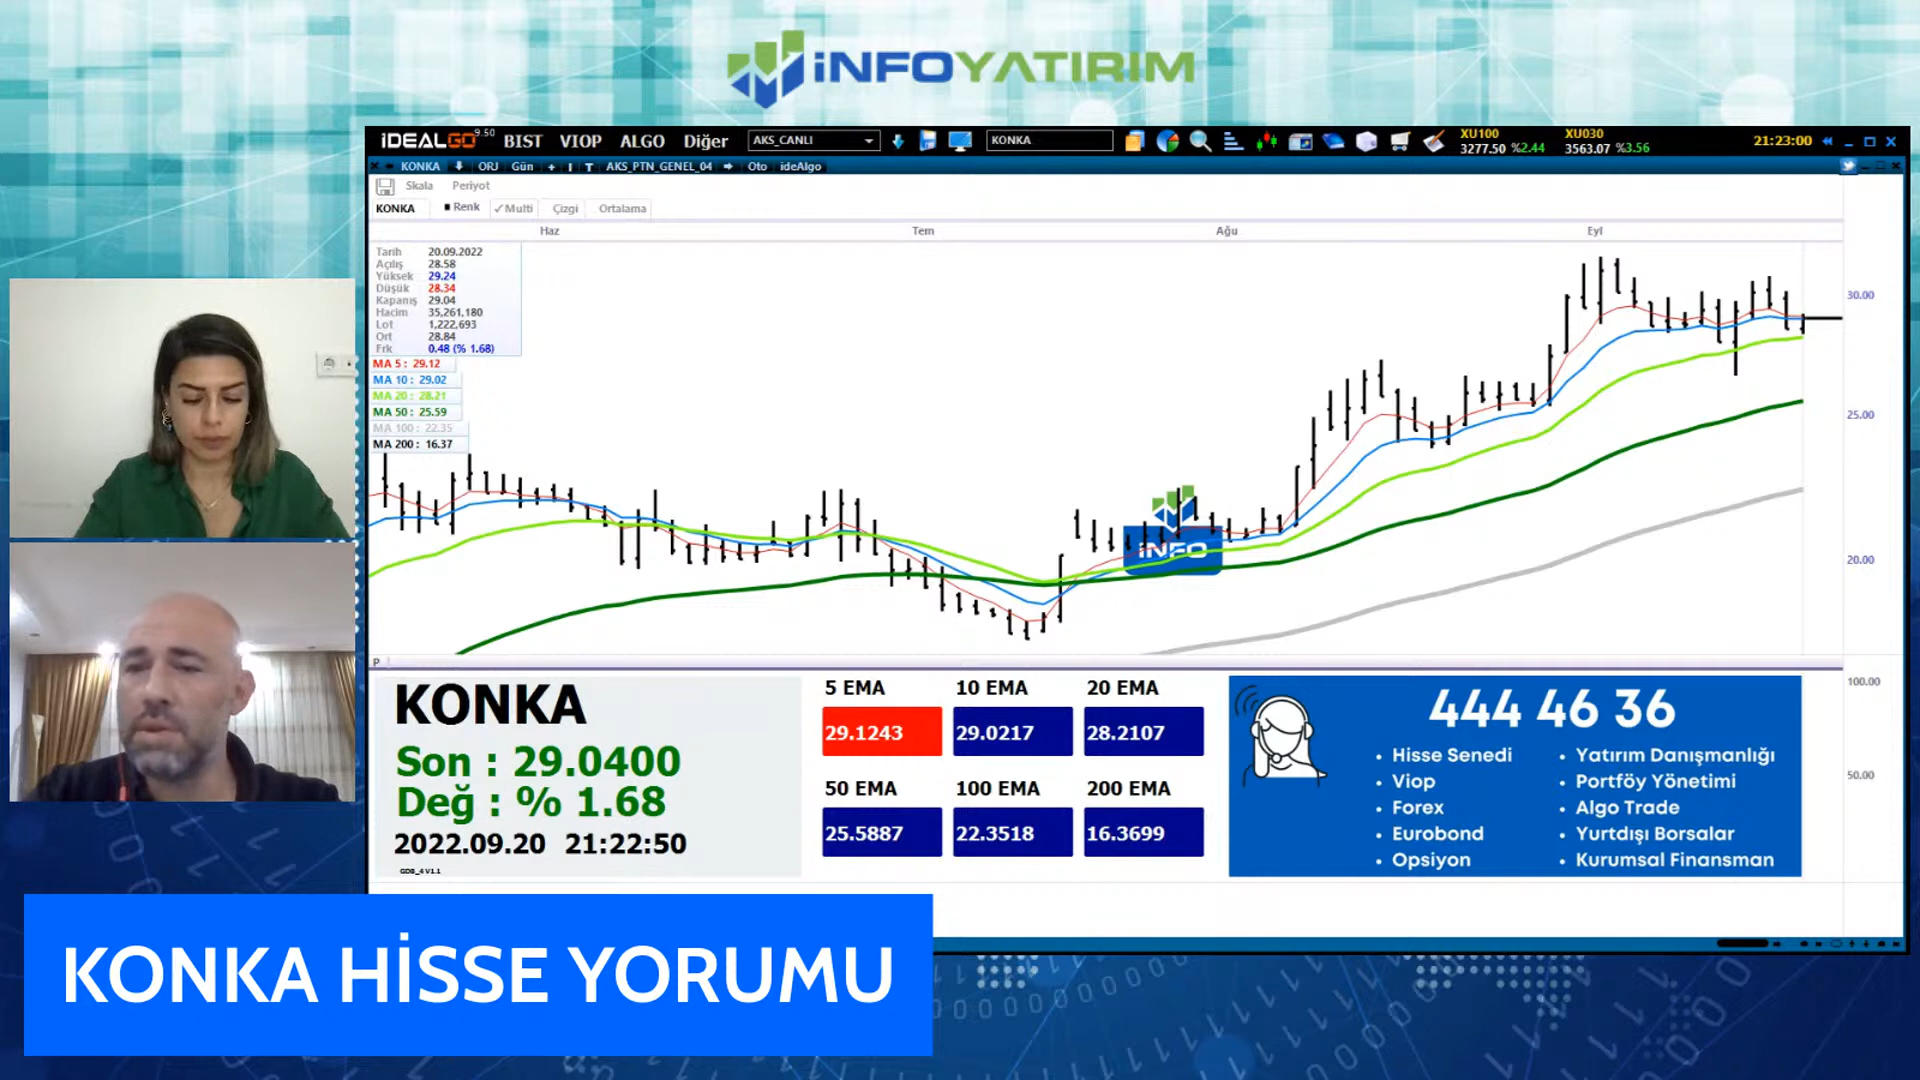 iNFOYATIRIM
iDEALGO 9.50 BIST VIOP ALGO Diğer AKS_CANLI KONKA XU100 3277.50 %2.44 XU030 3563.07 %3.56 21:23:00
KONKA ORJ Gün + I T AKS_PTN_GENEL_04 Oto ideAlgo
Skala Periyot
KONKA Renk ✓Multi Çizgi Ortalama
Haz Tem Ağu Eyl
Tarih 20.09.2022
Açılış 28.58
Yüksek 29.24
Düşük 28.34
Kapanış 29.04
Hacim 35,261,180
Lot 1,222,693
Ort 28.84
Frk 0.48 (% 1.68)
MA 5 : 29.12
MA 10 : 29.02
MA 20 : 28.21
MA 50 : 25.59
MA 100 : 22.35
MA 200 : 16.37
30.00
25.00
20.00
iNFO
P
100.00
50.00
KONKA
Son : 29.0400
Değ : % 1.68
2022.09.20 21:22:50
GDB_4 V1.1
5 EMA 10 EMA 20 EMA
29.1243 29.0217 28.2107
50 EMA 100 EMA 200 EMA
25.5887 22.3518 16.3699
444 46 36
• Hisse Senedi
• Viop
• Forex
• Eurobond
• Opsiyon
• Yatırım Danışmanlığı
• Portföy Yönetimi
• Algo Trade
• Yurtdışı Borsalar
• Kurumsal Finansman
KONKA HİSSE YORUMU